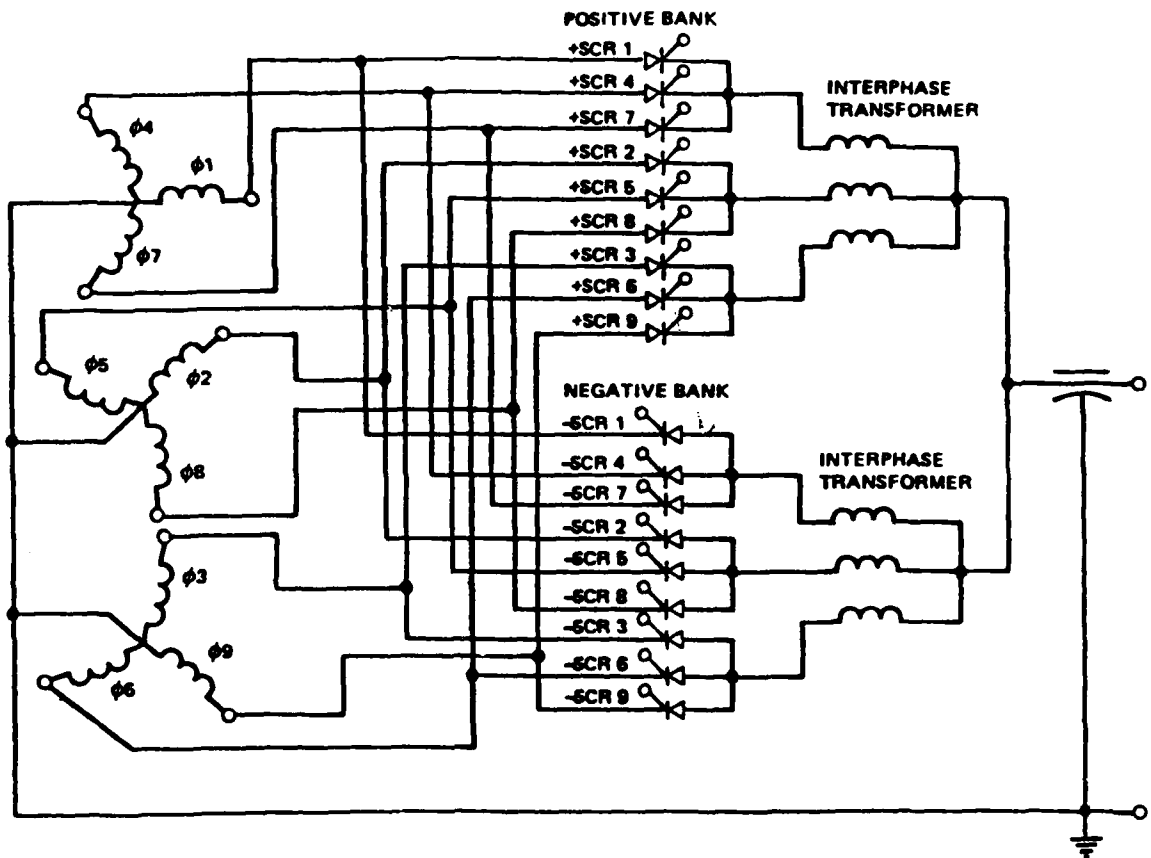 POSITIVE BANK
+SCR 1
+SCR 4
+SCR 7
+SCR 2
+SCR 5
+SCR 8
+SCR 3
+SCR 6
+SCR 9
INTERPHASE
TRANSFORMER
φ4
φ1
φ7
φ5
φ2
φ8
φ3
φ9
φ6
NEGATIVE BANK
-SCR 1
-SCR 4
-SCR 7
-SCR 2
-SCR 5
-SCR 8
-SCR 3
-SCR 6
-SCR 9
INTERPHASE
TRANSFORMER